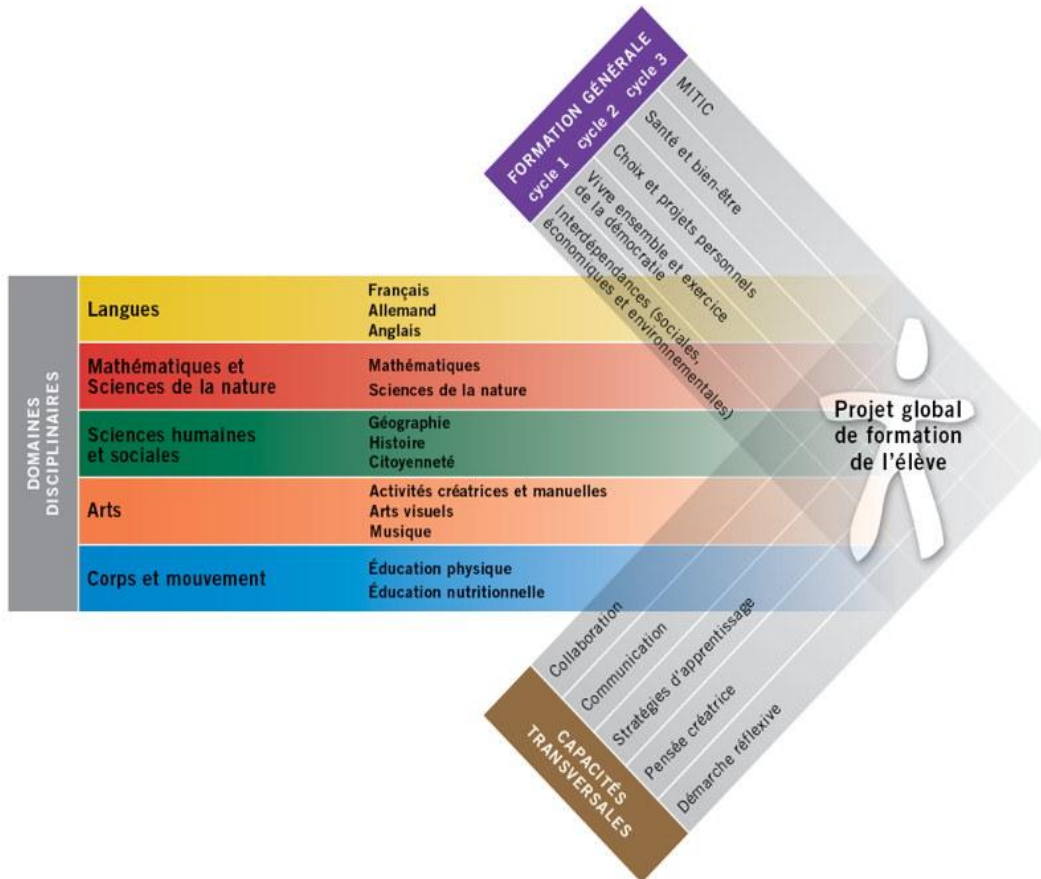 FORMATION GÉNÉRALE
cycle 1 cycle 2 cycle 3
MITIC
Santé et bien-être
Choix et projets personnels
Vivre ensemble et exercice
de la démocratie
Interdépendances (sociales,
économiques et environnementales)
DOMAINES
DISCIPLINAIRES
Langues
Français
Allemand
Anglais
Mathématiques et
Sciences de la nature
Mathématiques
Sciences de la nature
Sciences humaines
et sociales
Géographie
Histoire
Citoyenneté
Arts
Activités créatrices et manuelles
Arts visuels
Musique
Corps et mouvement
Éducation physique
Éducation nutritionnelle
Projet global
de formation
de l'élève
CAPACITÉS
TRANSVERSALES
Collaboration
Communication
Stratégies d'apprentissage
Pensée créatrice
Démarche réflexive